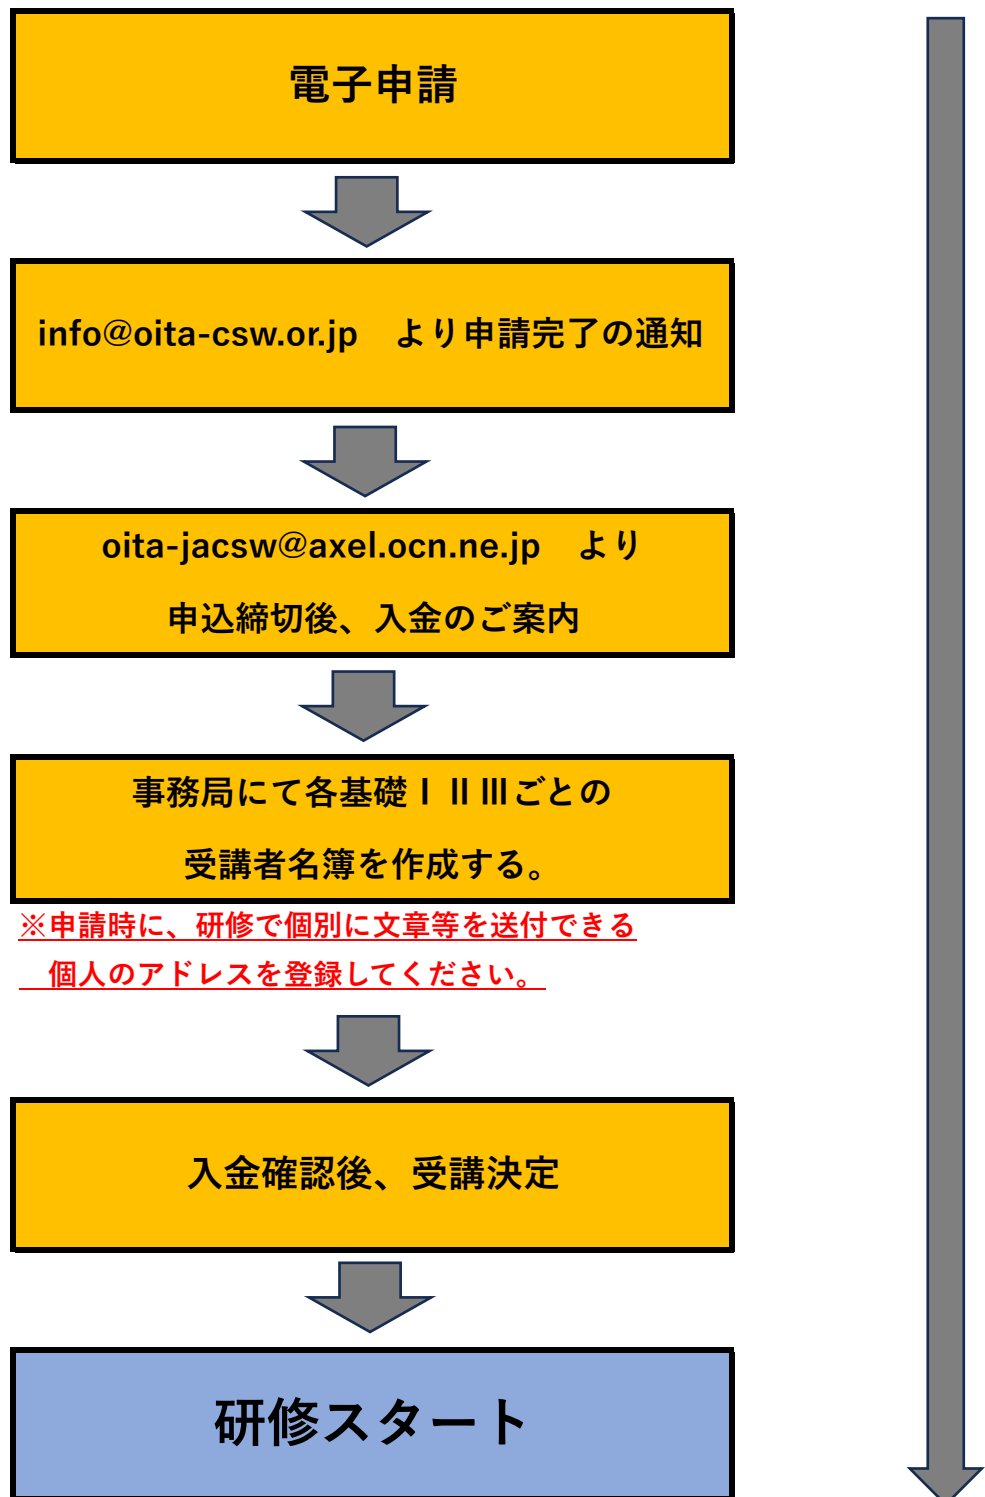 電子申請
info@oita-csw.or.jp　より申請完了の通知
oita-jacsw@axel.ocn.ne.jp　より
申込締切後、入金のご案内
事務局にて各基礎ⅠⅡⅢごとの
受講者名簿を作成する。
※申請時に、研修で個別に文章等を送付できる
個人のアドレスを登録してください。
入金確認後、受講決定
研修スタート